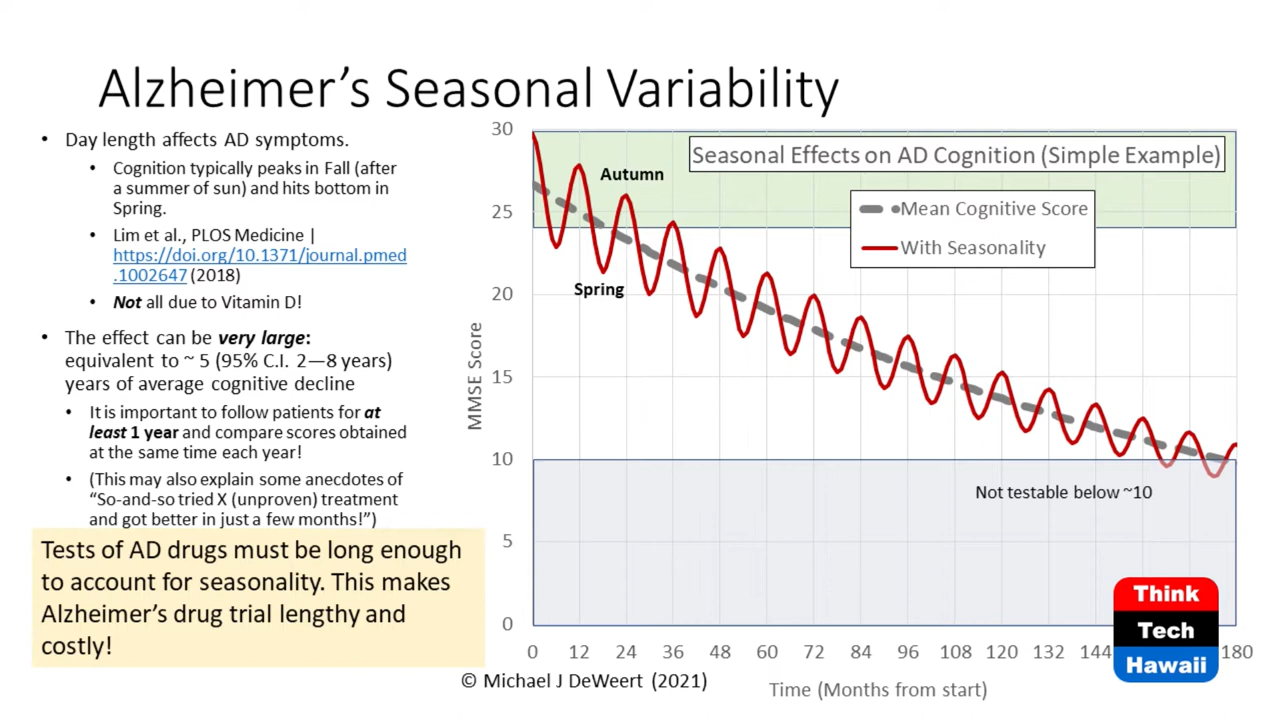 Alzheimer’s Seasonal Variability
• Day length affects AD symptoms.
• Cognition typically peaks in Fall (after
a summer of sun) and hits bottom in
Spring.
• Lim et al., PLOS Medicine |
https://doi.org/10.1371/journal.pmed
.1002647 (2018)
• Not all due to Vitamin D!
• The effect can be very large:
equivalent to ~ 5 (95% C.I. 2—8 years)
years of average cognitive decline
• It is important to follow patients for at
least 1 year and compare scores obtained
at the same time each year!
• (This may also explain some anecdotes of
“So-and-so tried X (unproven) treatment
and got better in just a few months!”)
Tests of AD drugs must be long enough
to account for seasonality. This makes
Alzheimer’s drug trial lengthy and
costly!
Seasonal Effects on AD Cognition (Simple Example)
Mean Cognitive Score
With Seasonality
Autumn
Spring
Not testable below ~10
MMSE Score
30
25
20
15
10
5
0
0 12 24 36 48 60 72 84 96 108 120 132 144 180
Time (Months from start)
© Michael J DeWeert (2021)
Think
Tech
Hawaii